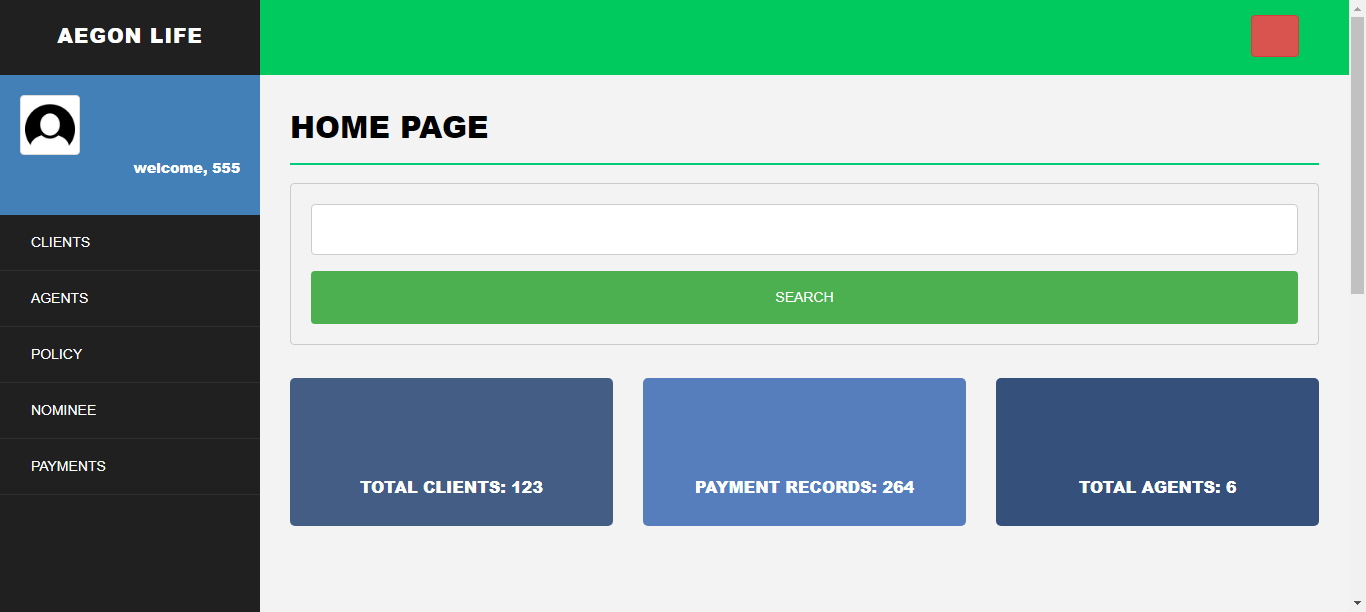 AEGON LIFE
welcome, 555
CLIENTS
AGENTS
POLICY
NOMINEE
PAYMENTS
HOME PAGE
SEARCH
TOTAL CLIENTS: 123
PAYMENT RECORDS: 264
TOTAL AGENTS: 6